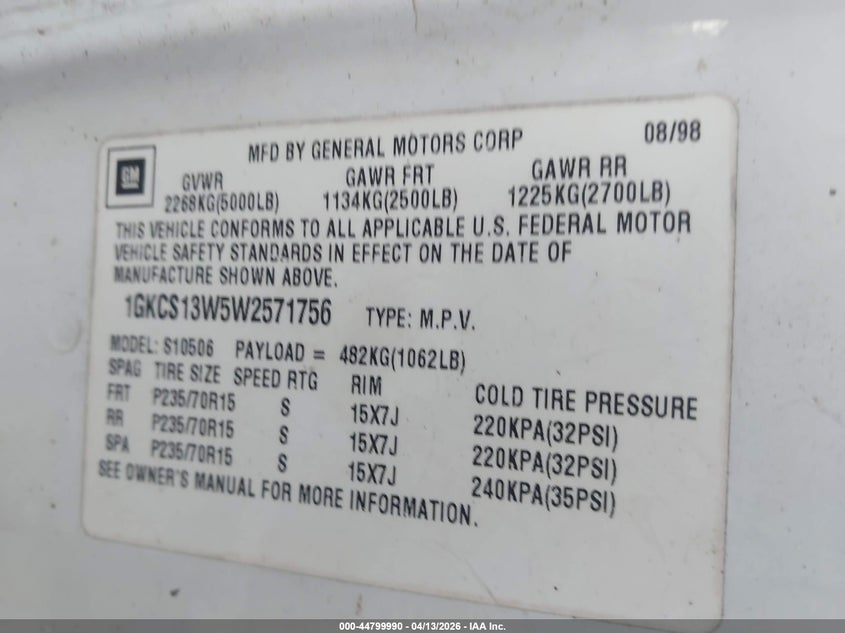 GM
MFD BY GENERAL MOTORS CORP 08/98
GVWR GAWR FRT GAWR RR
2268KG(5000LB) 1134KG(2500LB) 1225KG(2700LB)
THIS VEHICLE CONFORMS TO ALL APPLICABLE U.S. FEDERAL MOTOR
VEHICLE SAFETY STANDARDS IN EFFECT ON THE DATE OF
MANUFACTURE SHOWN ABOVE.
1GKCS13W5W2571756 TYPE: M.P.V.
MODEL: S10506 PAYLOAD = 482KG(1062LB)
SPAG TIRE SIZE SPEED RTG RIM COLD TIRE PRESSURE
FRT P235/70R15 S 15X7J 220KPA(32PSI)
RR P235/70R15 S 15X7J 220KPA(32PSI)
SPA P235/70R15 S 15X7J 240KPA(35PSI)
SEE OWNER'S MANUAL FOR MORE INFORMATION.
000-44799990 - 04/13/2026 - IAA Inc.